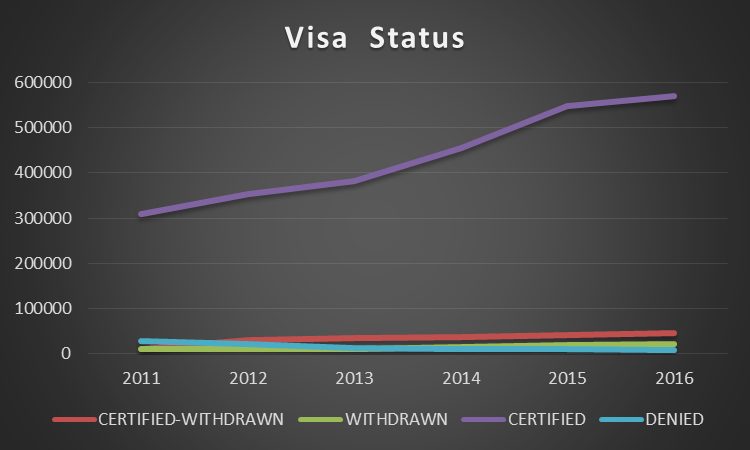 Visa Status
600000
500000
400000
300000
200000
100000
0
2011 2012 2013 2014 2015 2016
CERTIFIED-WITHDRAWN WITHDRAWN CERTIFIED DENIED